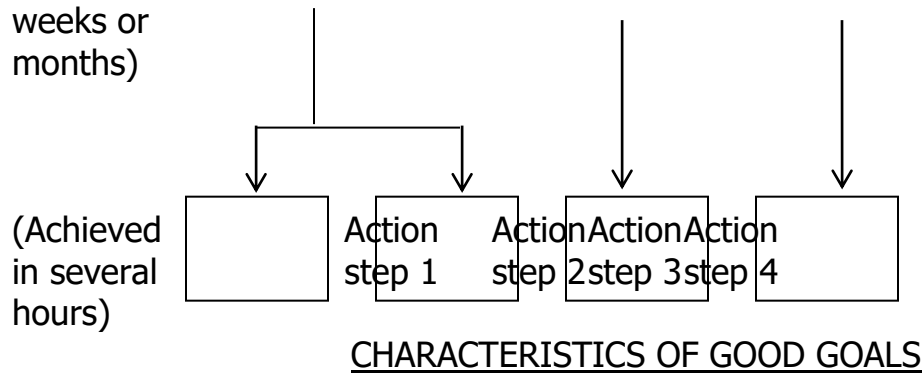 weeks or
months)
(Achieved
in several
hours)
Action
step 1
Action
step 2
Action
step 3
Action
step 4
CHARACTERISTICS OF GOOD GOALS